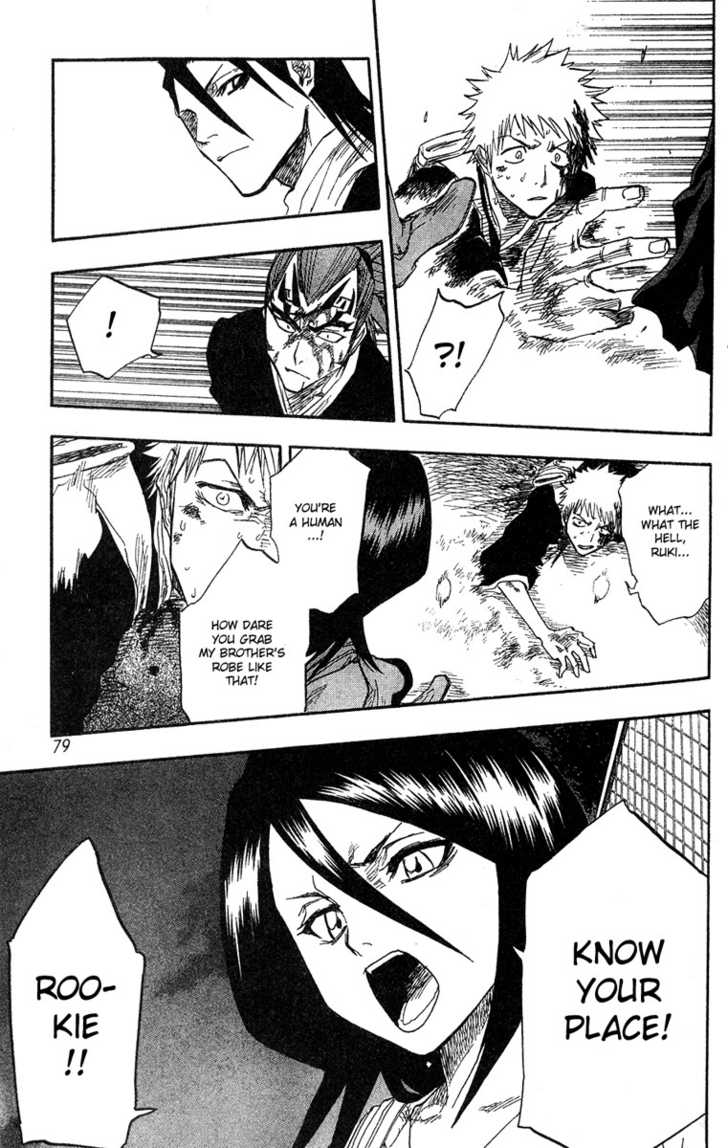 ?!
!
WHAT...
WHAT THE
HELL,
RUKI...
YOU'RE
A HUMAN
...!
HOW DARE
YOU GRAB
MY BROTHER'S
ROBE LIKE
THAT!
79
KNOW
YOUR
PLACE!
ROO-
KIE
!!